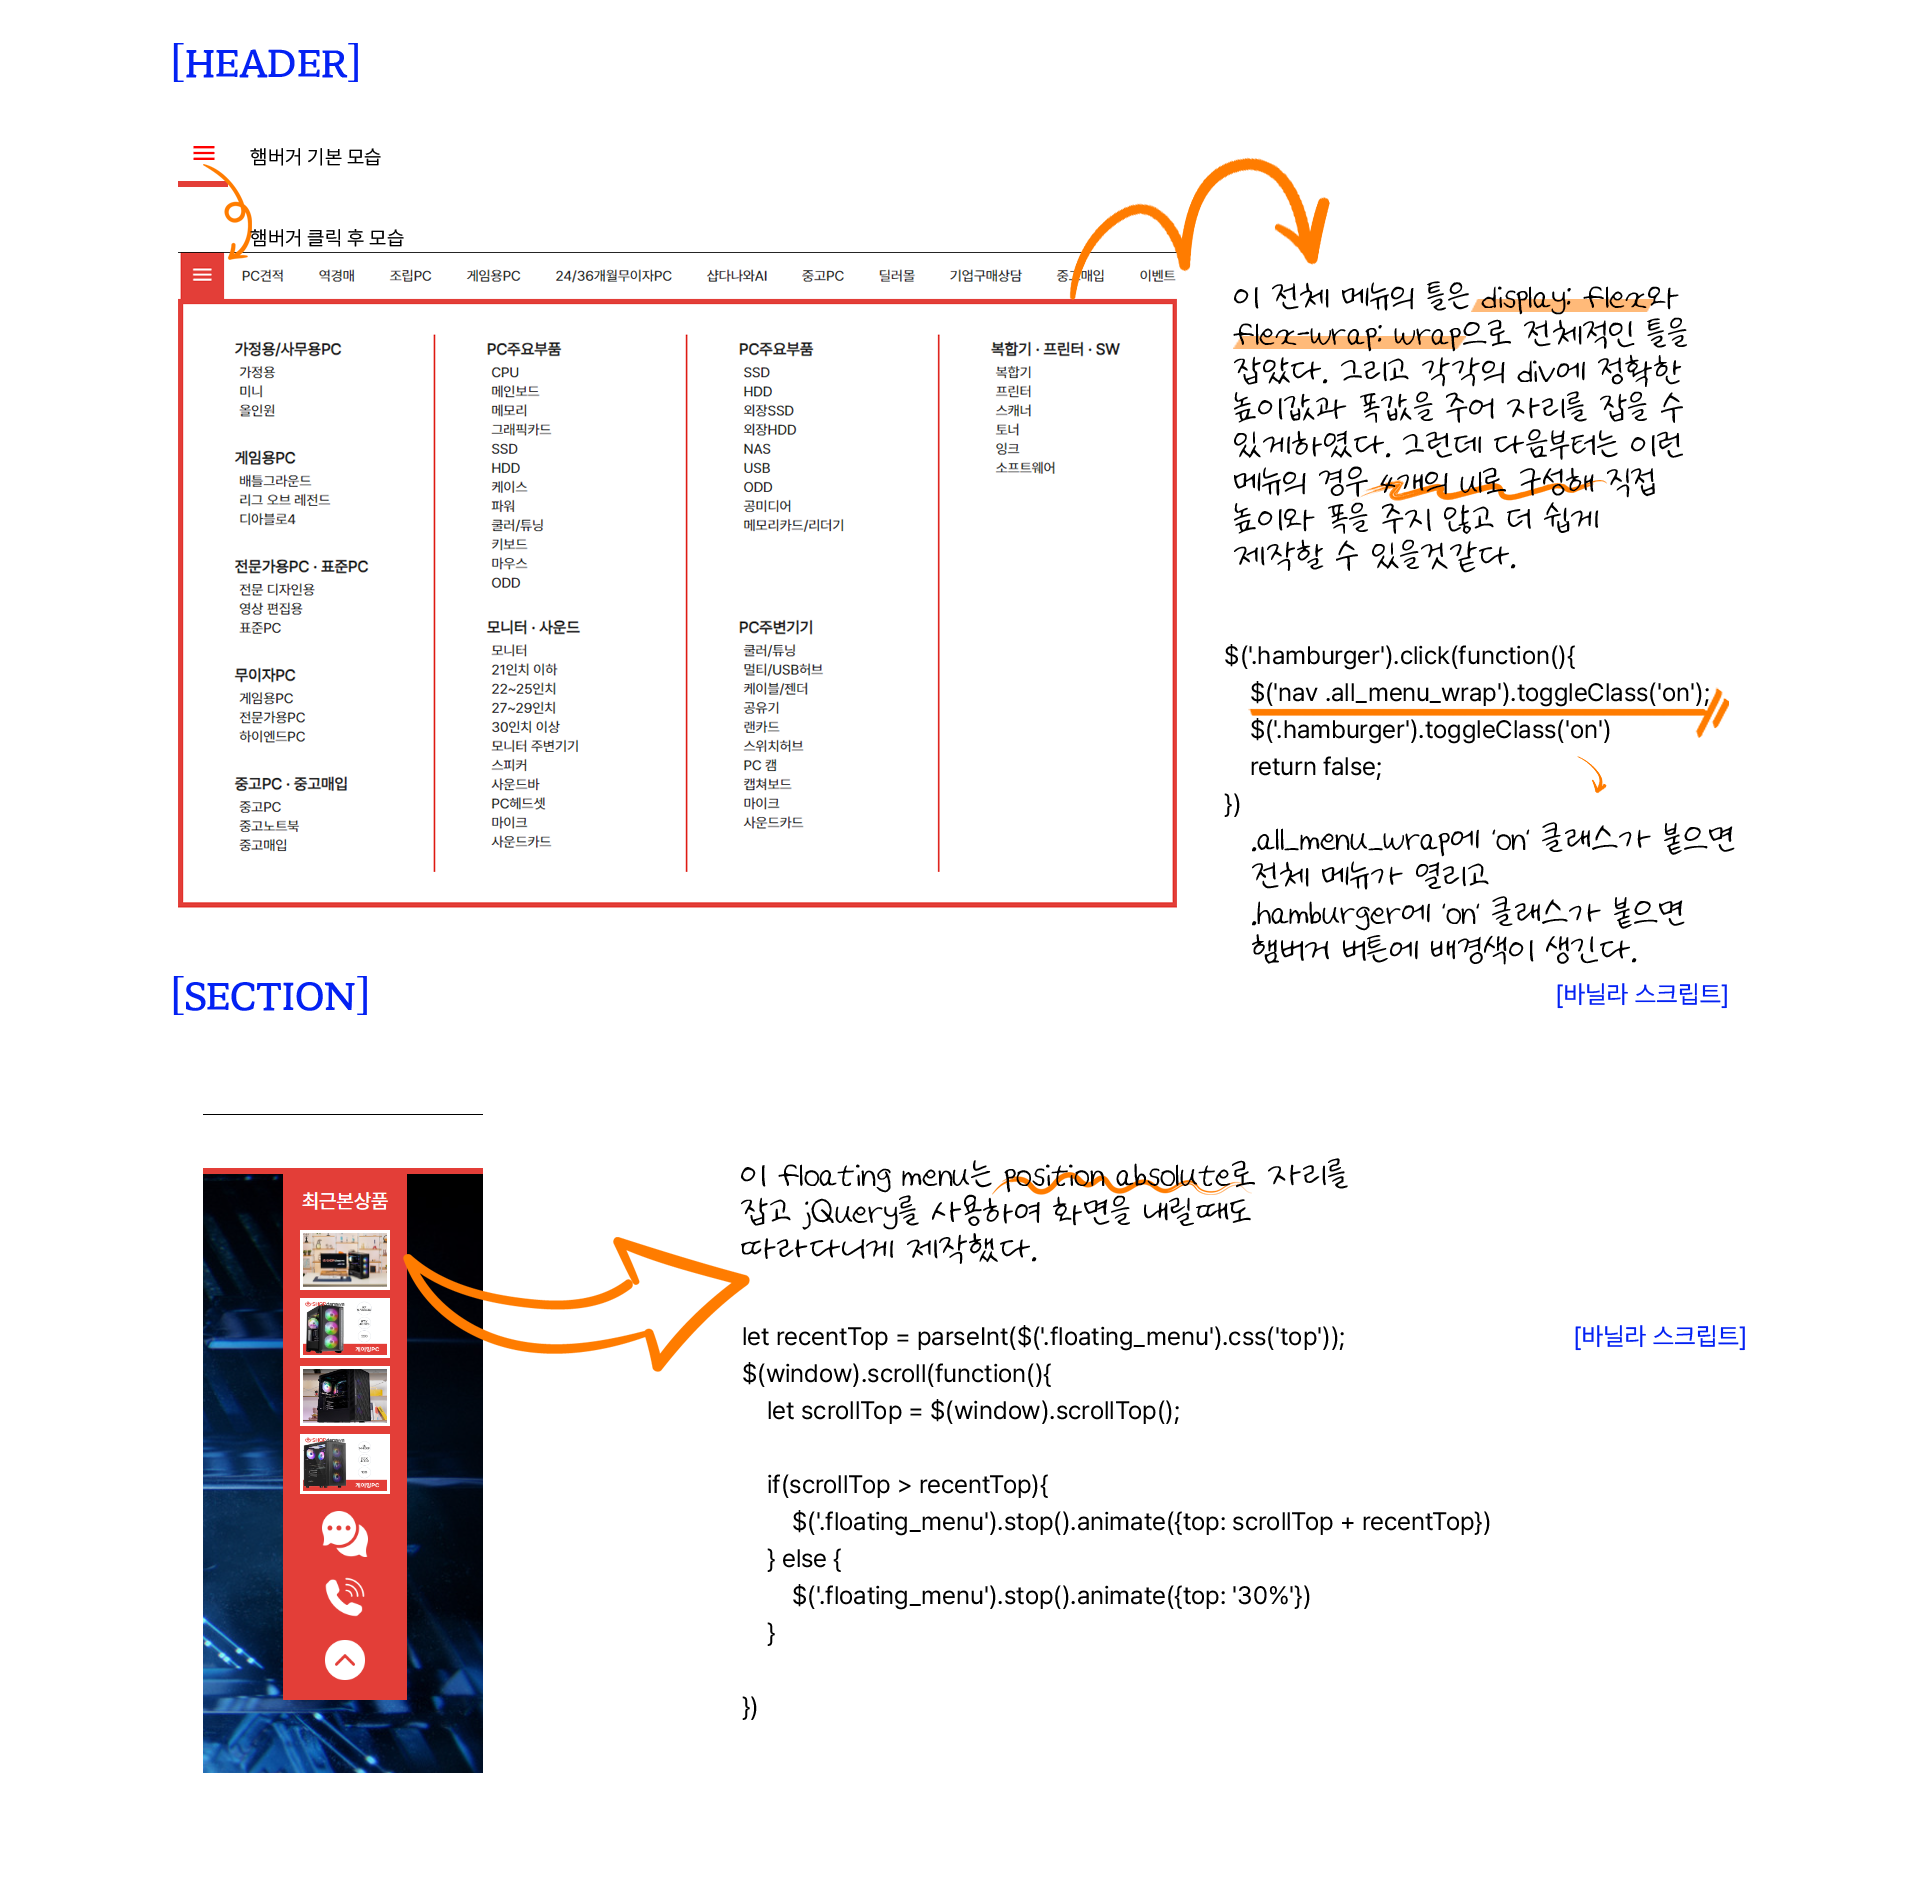 [HEADER]
햄버거 기본 모습
햄버거 클릭 후 모습
PC견적 역경매 조립PC 게임용PC 24/36개월무이자PC 샵다나와AI 중고PC 딜러몰 기업구매상담 중고매입 이벤트
가정용/사무용PC
가정용
미니
올인원
게임용PC
배틀그라운드
리그 오브 레전드
디아블로4
전문가용PC · 표준PC
전문 디자인용
영상 편집용
표준PC
무이자PC
게임용PC
전문가용PC
하이엔드PC
중고PC · 중고매입
중고PC
중고노트북
중고매입
PC주요부품
CPU
메인보드
메모리
그래픽카드
SSD
HDD
케이스
파워
쿨러/튜닝
키보드
마우스
ODD
모니터 · 사운드
모니터
21인치 이하
22~25인치
27~29인치
30인치 이상
모니터 주변기기
스피커
사운드바
PC헤드셋
마이크
사운드카드
PC주요부품
SSD
HDD
외장SSD
외장HDD
NAS
USB
ODD
공미디어
메모리카드/리더기
PC주변기기
쿨러/튜닝
멀티/USB허브
케이블/젠더
공유기
랜카드
스위치허브
PC 캠
캡쳐보드
마이크
사운드카드
복합기 · 프린터 · SW
복합기
프린터
스캐너
토너
잉크
소프트웨어
이 전체 메뉴의 틀은 display: flex와
flex-wrap: wrap으로 전체적인 틀을
잡았다. 그리고 각각의 div에 정확한
높이값과 폭값을 주어 자리를 잡을 수
있게하였다. 그런데 다음부터는 이런
메뉴의 경우 4개의 ul로 구성해 직접
높이와 폭을 주지 않고 더 쉽게
제작할 수 있을것같다.
$('.hamburger').click(function(){
$('nav .all_menu_wrap').toggleClass('on');
$('.hamburger').toggleClass('on')
return false;
})
.all_menu_wrap에 'on' 클래스가 붙으면
전체 메뉴가 열리고
.hamburger에 'on' 클래스가 붙으면
햄버거 버튼에 배경색이 생긴다.
[SECTION]
[바닐라 스크립트]
최근본상품
게이밍PC
게이밍PC
이 floating menu는 position absolute로 자리를
잡고 jQuery를 사용하여 화면을 내릴때도
따라다니게 제작했다.
let recentTop = parseInt($('.floating_menu').css('top'));
[바닐라 스크립트]
$(window).scroll(function(){
let scrollTop = $(window).scrollTop();
if(scrollTop > recentTop){
$('.floating_menu').stop().animate({top: scrollTop + recentTop})
} else {
$('.floating_menu').stop().animate({top: '30%'})
}
})